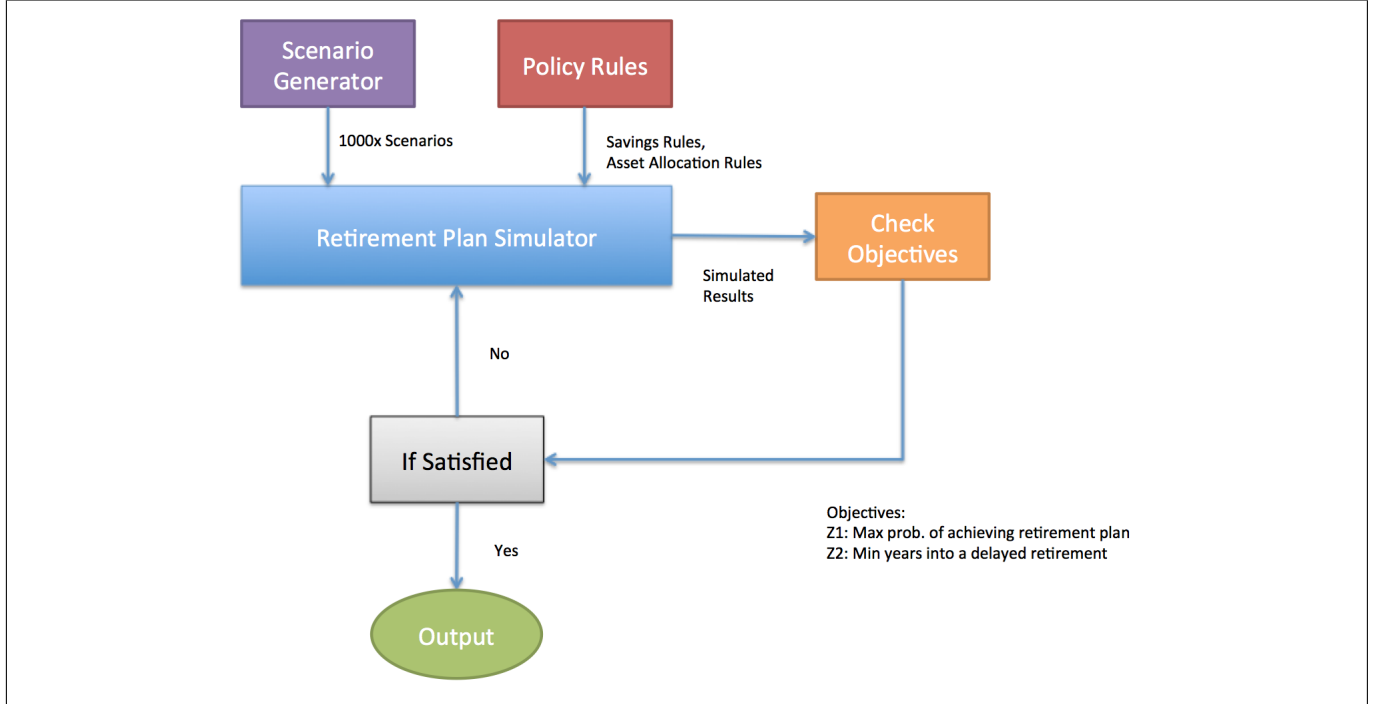 Scenario
Generator
Policy Rules
1000x Scenarios
Savings Rules,
Asset Allocation Rules
Retirement Plan Simulator
Check
Objectives
Simulated
Results
No
If Satisfied
Objectives:
Z1: Max prob. of achieving retirement plan
Z2: Min years into a delayed retirement
Yes
Output